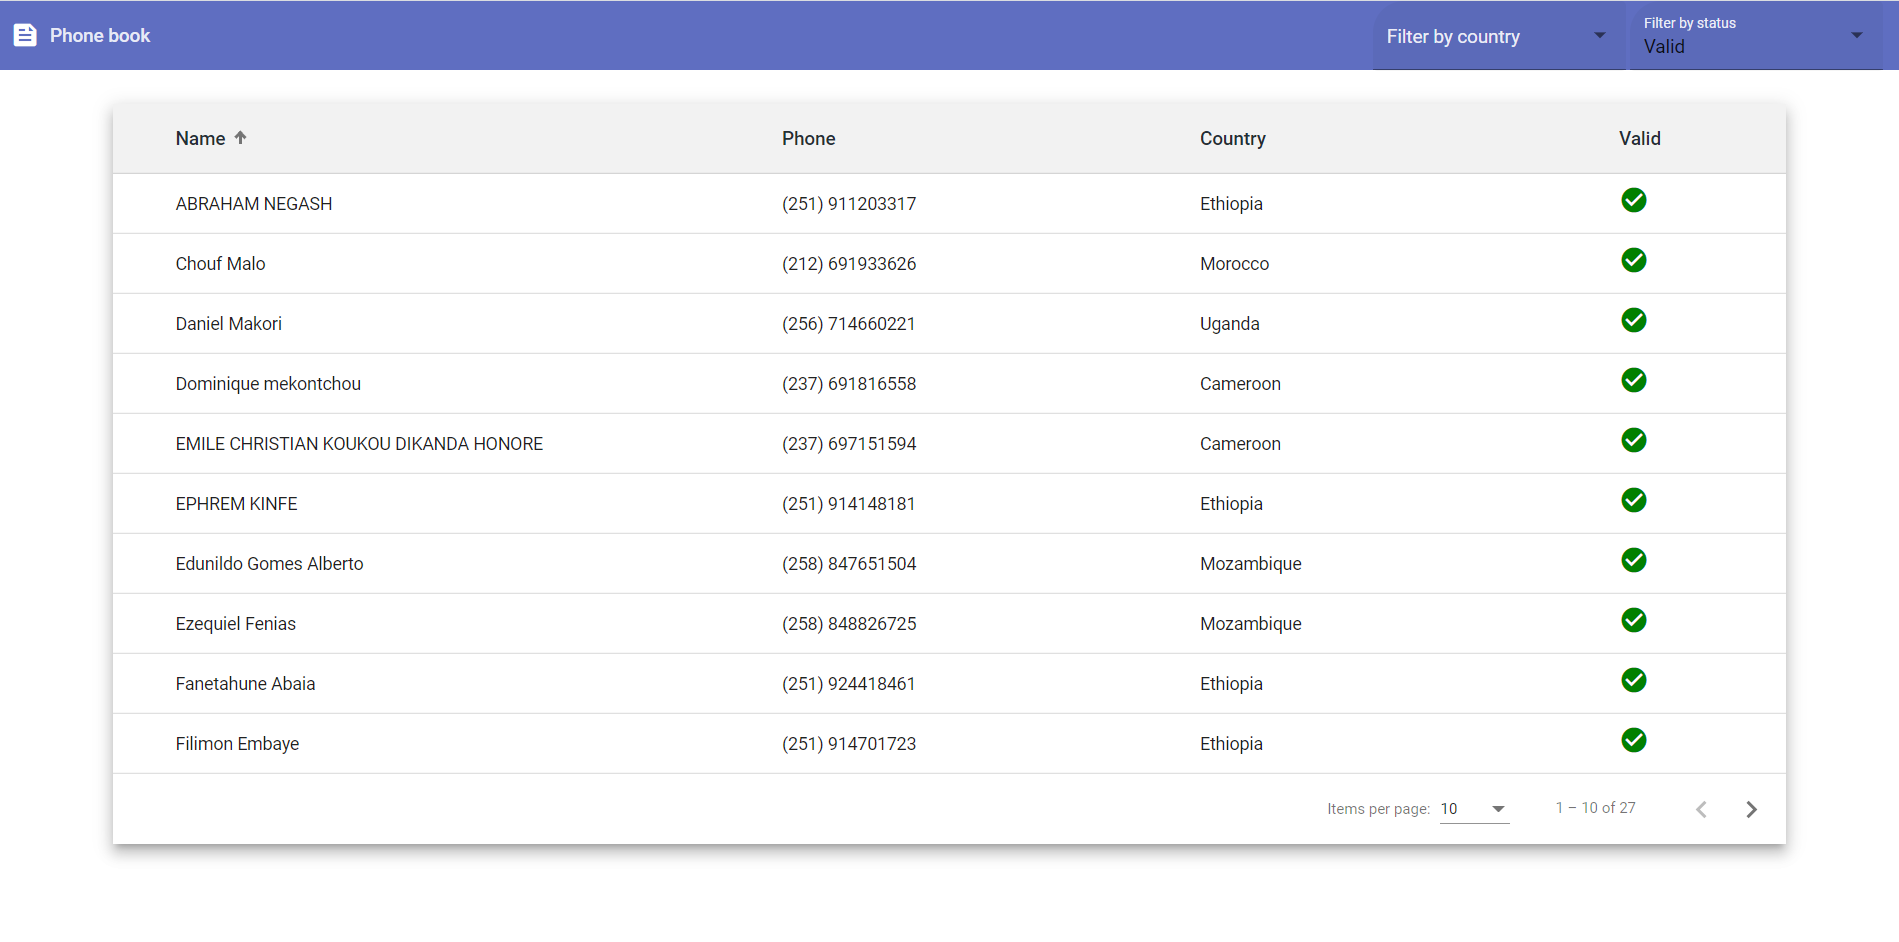 Phone book
Filter by country
Filter by status
Valid
Name Phone Country Valid
ABRAHAM NEGASH (251) 911203317 Ethiopia
Chouf Malo (212) 691933626 Morocco
Daniel Makori (256) 714660221 Uganda
Dominique mekontchou (237) 691816558 Cameroon
EMILE CHRISTIAN KOUKOU DIKANDA HONORE (237) 697151594 Cameroon
EPHREM KINFE (251) 914148181 Ethiopia
Edunildo Gomes Alberto (258) 847651504 Mozambique
Ezequiel Fenias (258) 848826725 Mozambique
Fanetahune Abaia (251) 924418461 Ethiopia
Filimon Embaye (251) 914701723 Ethiopia
Items per page: 10 1 – 10 of 27